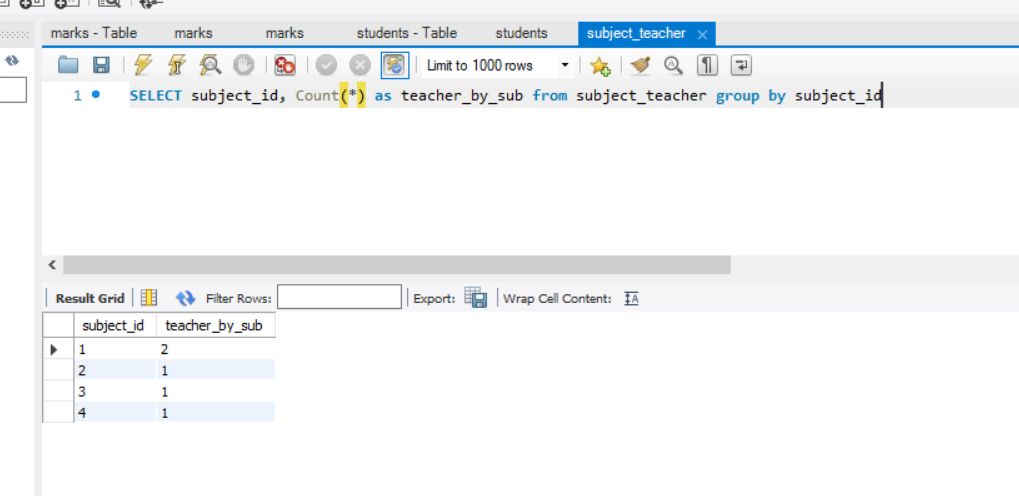 marks - Table marks marks students - Table students subject_teacher
Limit to 1000 rows
1 SELECT subject_id, Count(*) as teacher_by_sub from subject_teacher group by subject_id
Result Grid Filter Rows: Export: Wrap Cell Content: IA
subject_id teacher_by_sub
1 2
2 1
3 1
4 1